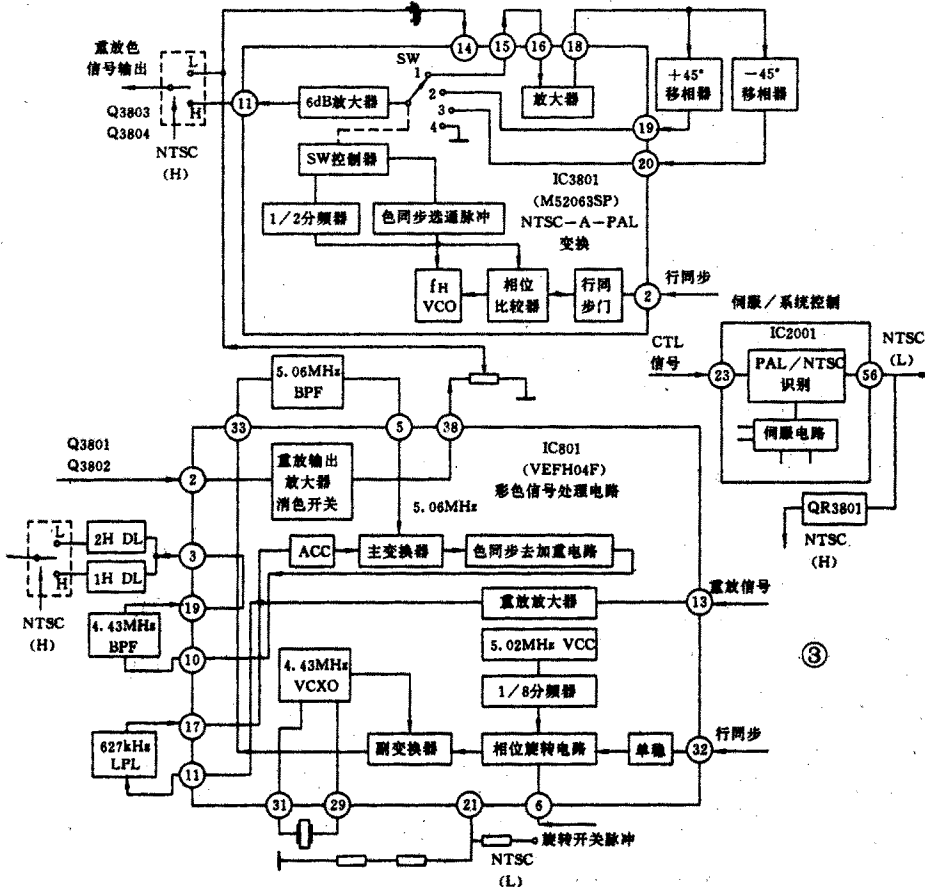 重放色
信号输出
Q3803
Q3804
NTSC
(H)
L
H
11
6dB放大器
SW
1
2
3
4
SW控制器
1/2分频器
色同步选通脉冲
14
15
16
18
放大器
+45°
移相器
-45°
移相器
19
20
IC3801
(M52063SP)
NTSC-A-PAL
变换
fH
VCO
相位
比较器
行同
步门
2
行同步
伺服/系统控制
IC2001
CTL
信号
23
PAL/NTSC
识别
56
NTSC
(L)
伺服电路
QR3801
NTSC
(H)
5.06MHz
BPF
33
5
38
Q3801
Q3802
2
重放输出
放大器
消色开关
IC801
(VEFH04F)
彩色信号处理电路
5.06MHz
L
H
2H DL
1H DL
3
NTSC
(H)
ACC
主变换器
色同步去加重电路
19
4.43MHz
BPF
10
重放放大器
13
重放信号
5.02MHz VCC
4.43MHz
VCXO
1/8分频器
③
17
627kHz
LPL
11
副变换器
相位旋转电路
单稳
32
行同步
31
29
21
6
旋转开关脉冲
NTSC
(L)